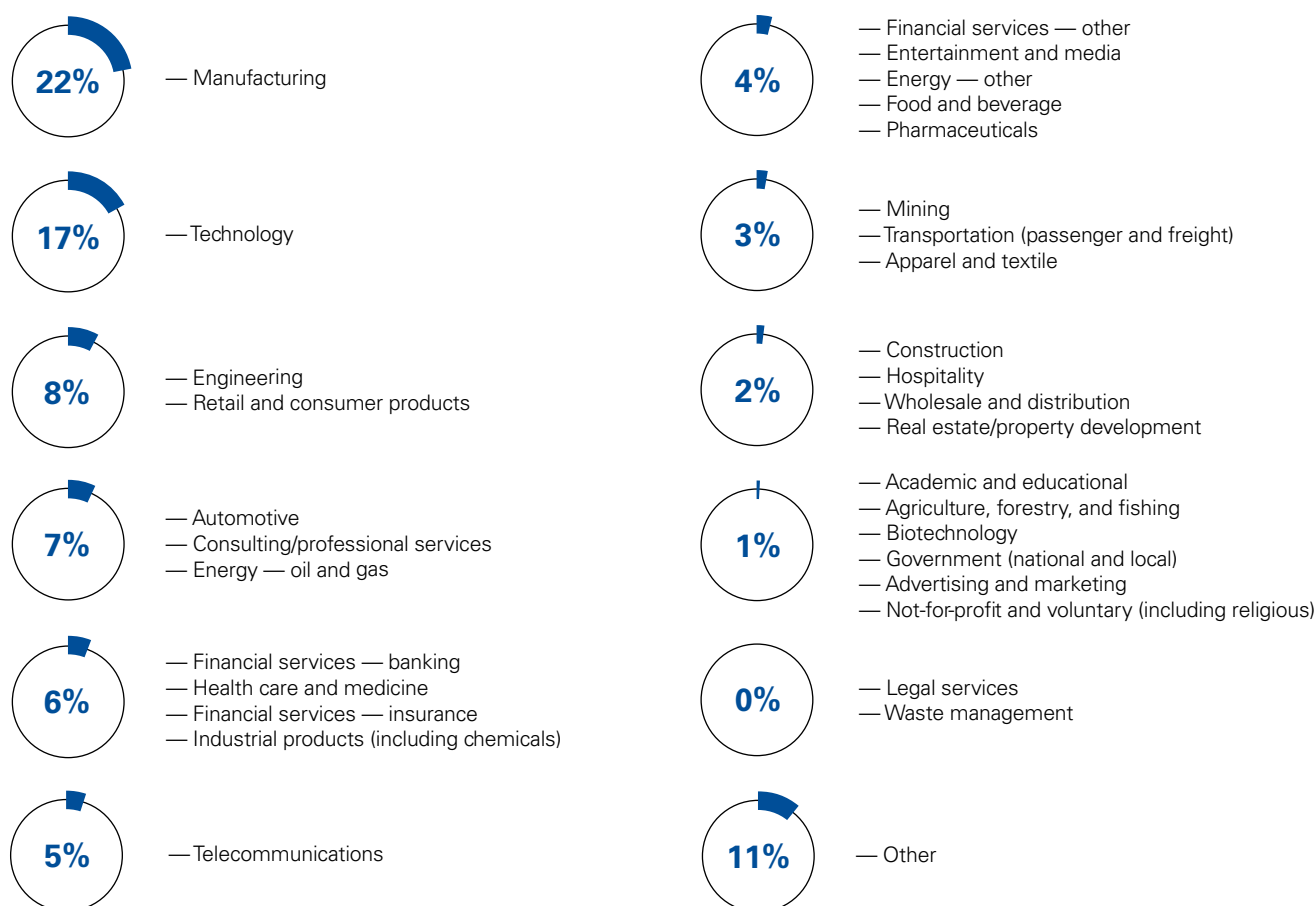 22%
— Manufacturing
17%
— Technology
8%
— Engineering
— Retail and consumer products
7%
— Automotive
— Consulting/professional services
— Energy — oil and gas
6%
— Financial services — banking
— Health care and medicine
— Financial services — insurance
— Industrial products (including chemicals)
5%
— Telecommunications
4%
— Financial services — other
— Entertainment and media
— Energy — other
— Food and beverage
— Pharmaceuticals
3%
— Mining
— Transportation (passenger and freight)
— Apparel and textile
2%
— Construction
— Hospitality
— Wholesale and distribution
— Real estate/property development
1%
— Academic and educational
— Agriculture, forestry, and fishing
— Biotechnology
— Government (national and local)
— Advertising and marketing
— Not-for-profit and voluntary (including religious)
0%
— Legal services
— Waste management
11%
— Other